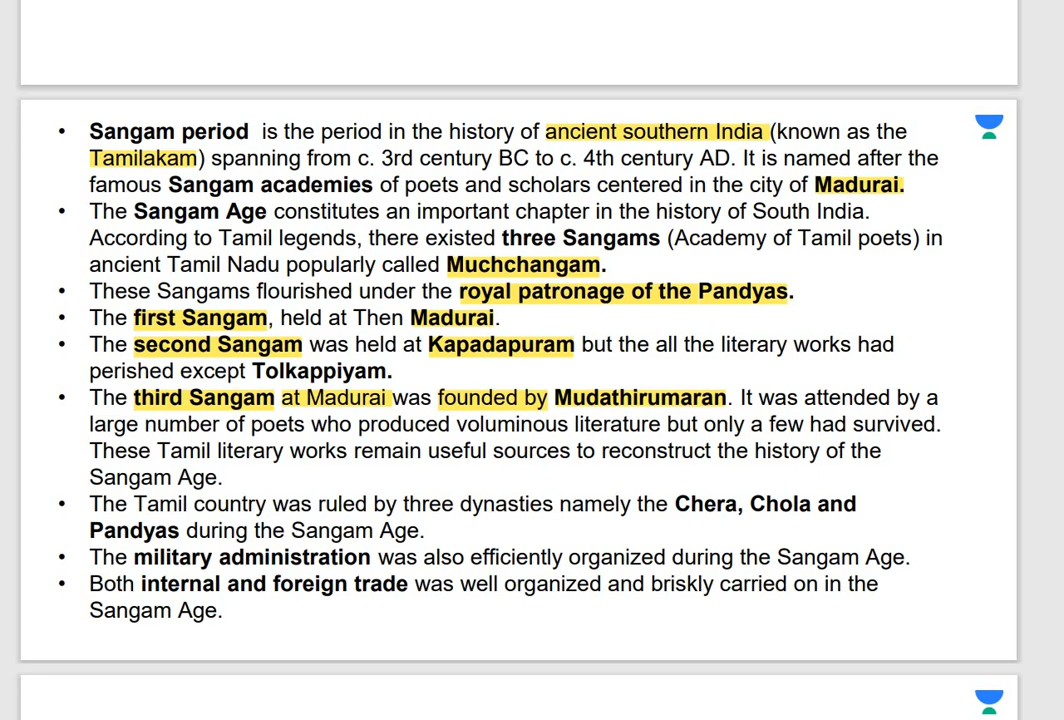 • Sangam period is the period in the history of ancient southern India (known as the
Tamilakam) spanning from c. 3rd century BC to c. 4th century AD. It is named after the
famous Sangam academies of poets and scholars centered in the city of Madurai.
• The Sangam Age constitutes an important chapter in the history of South India.
According to Tamil legends, there existed three Sangams (Academy of Tamil poets) in
ancient Tamil Nadu popularly called Muchchangam.
• These Sangams flourished under the royal patronage of the Pandyas.
• The first Sangam, held at Then Madurai.
• The second Sangam was held at Kapadapuram but the all the literary works had
perished except Tolkappiyam.
• The third Sangam at Madurai was founded by Mudathirumaran. It was attended by a
large number of poets who produced voluminous literature but only a few had survived.
These Tamil literary works remain useful sources to reconstruct the history of the
Sangam Age.
• The Tamil country was ruled by three dynasties namely the Chera, Chola and
Pandyas during the Sangam Age.
• The military administration was also efficiently organized during the Sangam Age.
• Both internal and foreign trade was well organized and briskly carried on in the
Sangam Age.